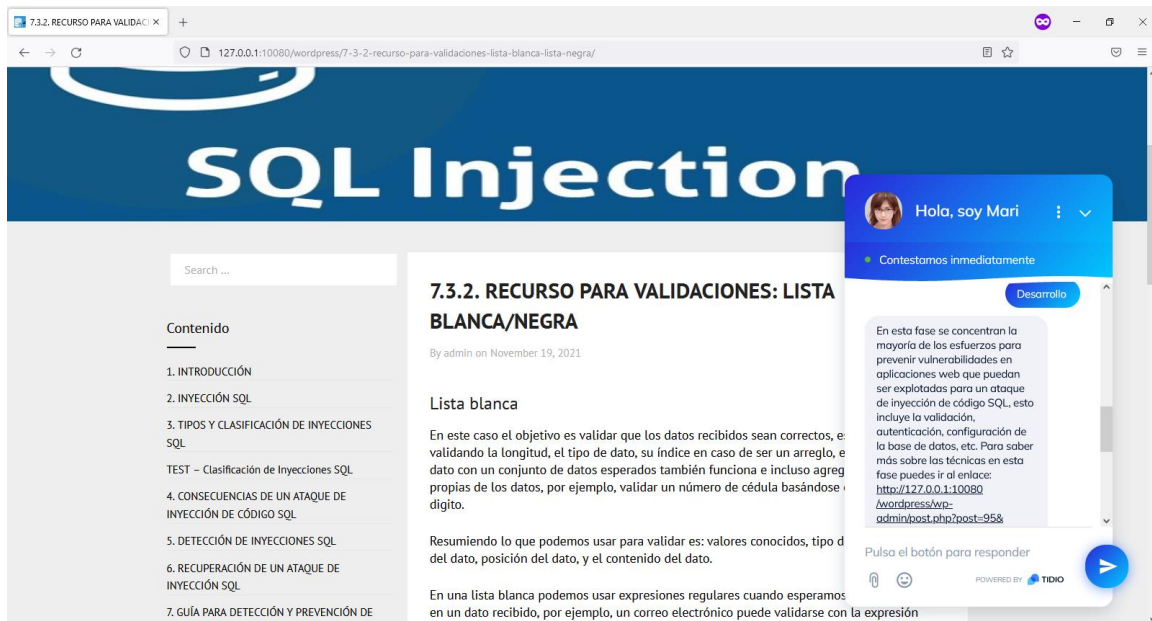 7.3.2. RECURSO PARA VALIDACI
127.0.0.1:10080/wordpress/7-3-2-recurso-para-validaciones-lista-blanca-lista-negra/
SQL Injection
Search ...
Contenido
1. INTRODUCCIÓN
2. INYECCIÓN SQL
3. TIPOS Y CLASIFICACIÓN DE INYECCIONES
SQL
TEST – Clasificación de Inyecciones SQL
4. CONSECUENCIAS DE UN ATAQUE DE
INYECCIÓN DE CÓDIGO SQL
5. DETECCIÓN DE INYECCIONES SQL
6. RECUPERACIÓN DE UN ATAQUE DE
INYECCIÓN SQL
7. GUÍA PARA DETECCIÓN Y PREVENCIÓN DE
7.3.2. RECURSO PARA VALIDACIONES: LISTA
BLANCA/NEGRA
By admin on November 19, 2021
Lista blanca
En este caso el objetivo es validar que los datos recibidos sean correctos,
validando la longitud, el tipo de dato, su índice en caso de ser un arreglo,
dato con un conjunto de datos esperados también funciona e incluso
propias de los datos, por ejemplo, validar un número de cédula basándose
digito.
Resumiendo lo que podemos usar para validar es: valores conocidos, tipo
del dato, posición del dato, y el contenido del dato.
En una lista blanca podemos usar expresiones regulares cuando esperamos
en un dato recibido, por ejemplo, un correo electrónico puede validarse con la expresión
Hola, soy Mari
Contestamos inmediatamente
Desarrollo
En esta fase se concentran la
mayoría de los esfuerzos para
prevenir vulnerabilidades en
aplicaciones web que puedan
ser explotadas para un ataque
de inyección de código SQL, esto
incluye la validación,
autenticación, configuración de
la base de datos, etc. Para saber
más sobre las técnicas en esta
fase puedes ir al enlace:
http://127.0.0.1:10080
/wordpress/wp-
admin/post.php?post=95&
Pulsa el botón para responder
POWERED BY TIDIO